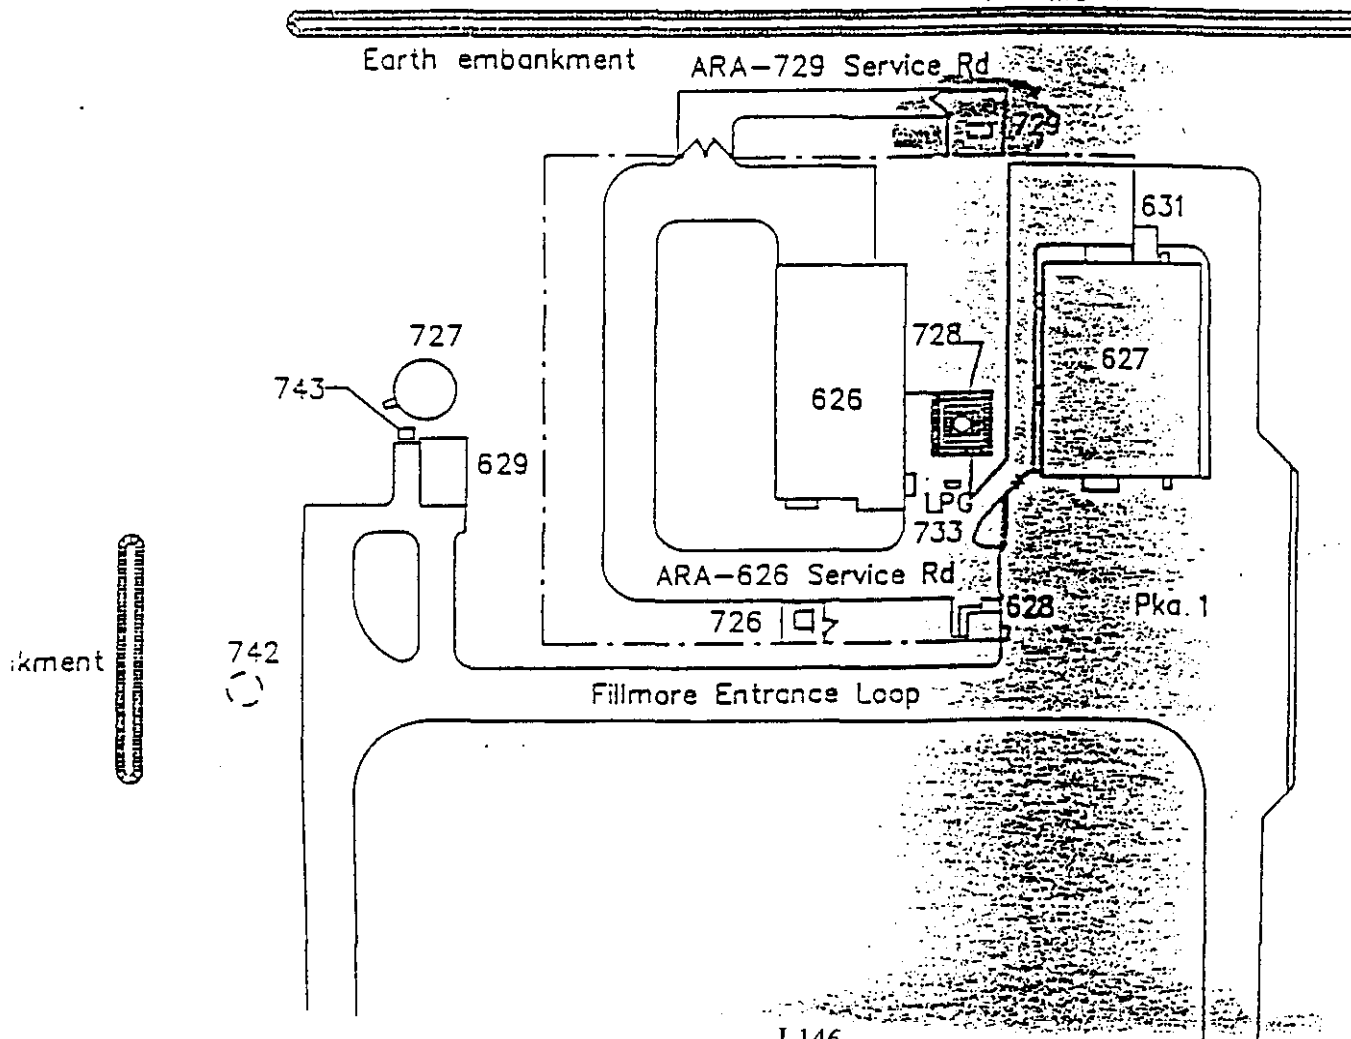 Earth embankment
ARA-729 Service Rd
729
631
727
728
627
743
626
629
LPG
733
ARA-626 Service Rd
628
Pkg. 1
726
742
Fillmore Entrance Loop